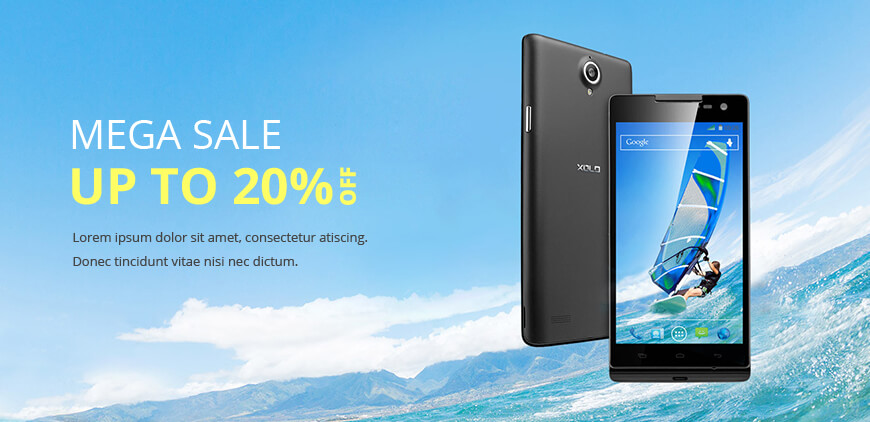 MEGA SALE
UP TO 20% OFF
Lorem ipsum dolor sit amet, consectetur atiscing.
Donec tincidunt vitae nisi nec dictum.
XOLO
Google